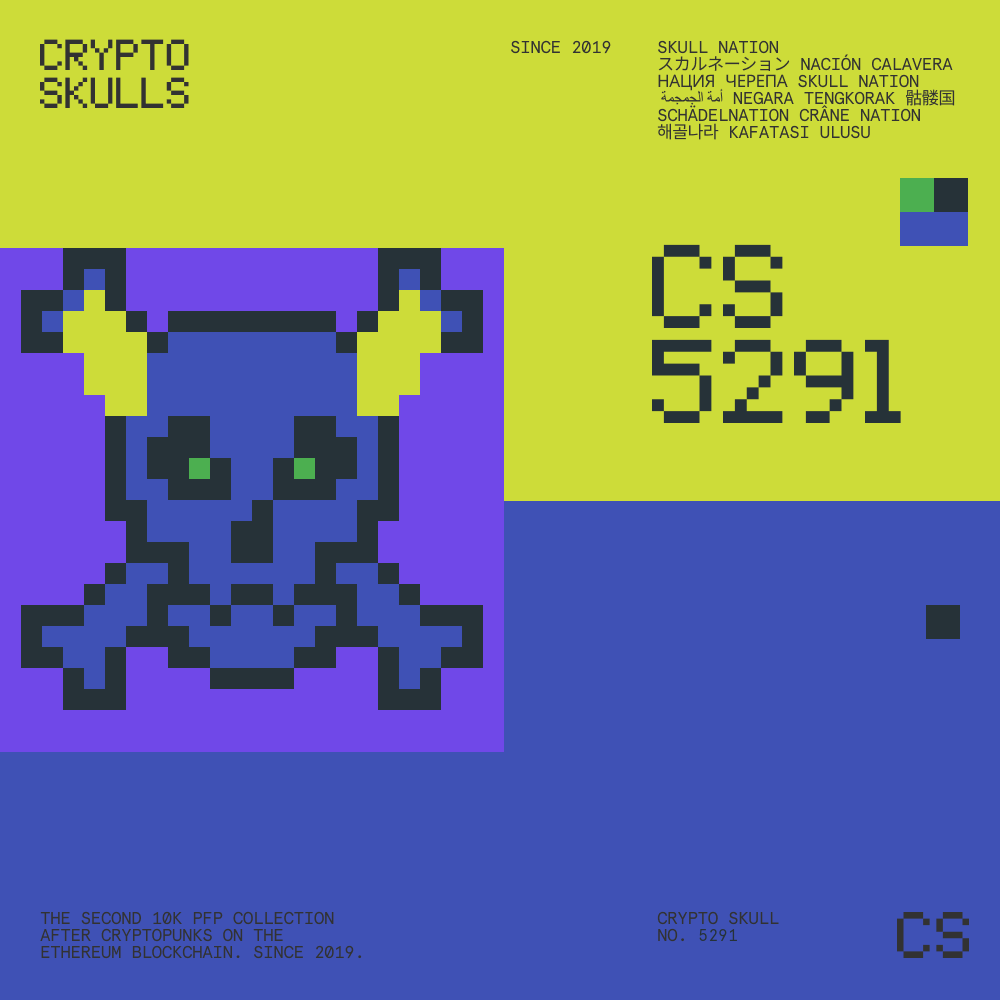 CRYPTO
SKULLS
SINCE 2019
SKULL NATION
スカルネーション NACIÓN CALAVERA
НАЦИЯ ЧЕРЕПА SKULL NATION
أمة الجمجمة NEGARA TENGKORAK 骷髅国
SCHÄDELNATION CRÂNE NATION
해골나라 KAFATASI ULUSU
CS
5291
THE SECOND 10K PFP COLLECTION
AFTER CRYPTOPUNKS ON THE
ETHEREUM BLOCKCHAIN. SINCE 2019.
CRYPTO SKULL
NO. 5291
CS